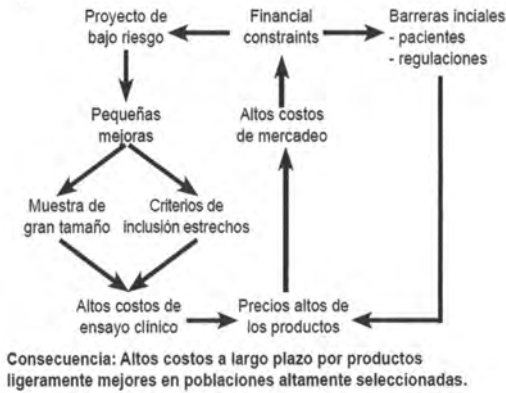 Proyecto de
bajo riesgo
Financial
constraints
Barreras inciales
- pacientes
- regulaciones
Pequeñas
mejoras
Altos costos
de mercadeo
Muestra de
gran tamaño
Criterios de
inclusión estrechos
Altos costos de
ensayo clínico
Precios altos de
los productos
Consecuencia: Altos costos a largo plazo por productos
ligeramente mejores en poblaciones altamente seleccionadas.